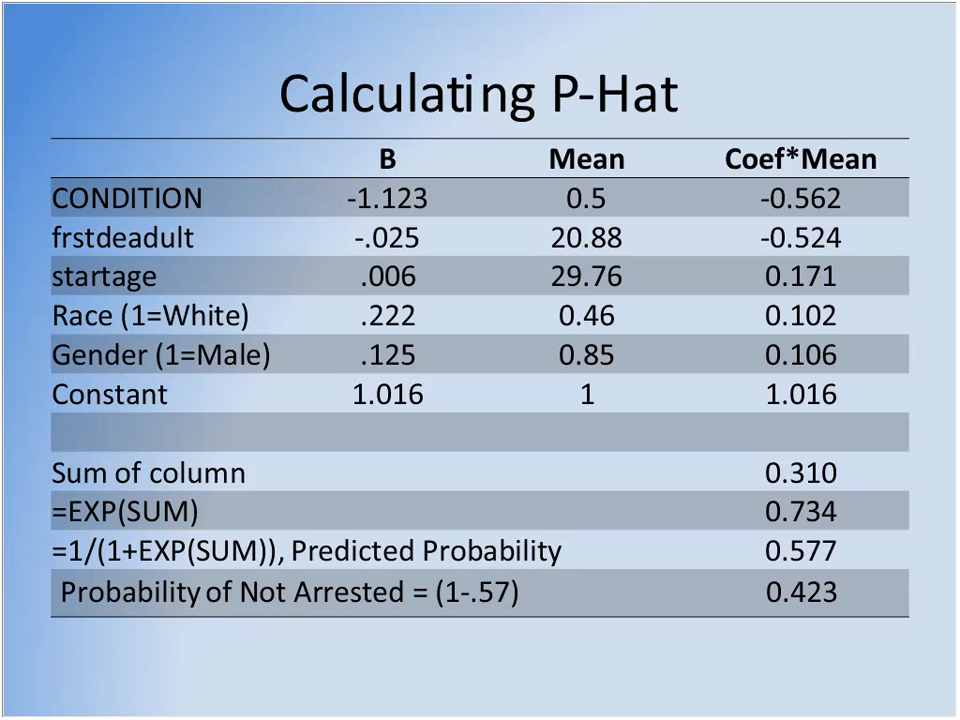 Calculating P-Hat
B Mean Coef*Mean
CONDITION -1.123 0.5 -0.562
frstdeadult -.025 20.88 -0.524
startage .006 29.76 0.171
Race (1=White) .222 0.46 0.102
Gender (1=Male) .125 0.85 0.106
Constant 1.016 1 1.016
Sum of column 0.310
=EXP(SUM) 0.734
=1/(1+EXP(SUM)), Predicted Probability 0.577
Probability of Not Arrested = (1-.57) 0.423